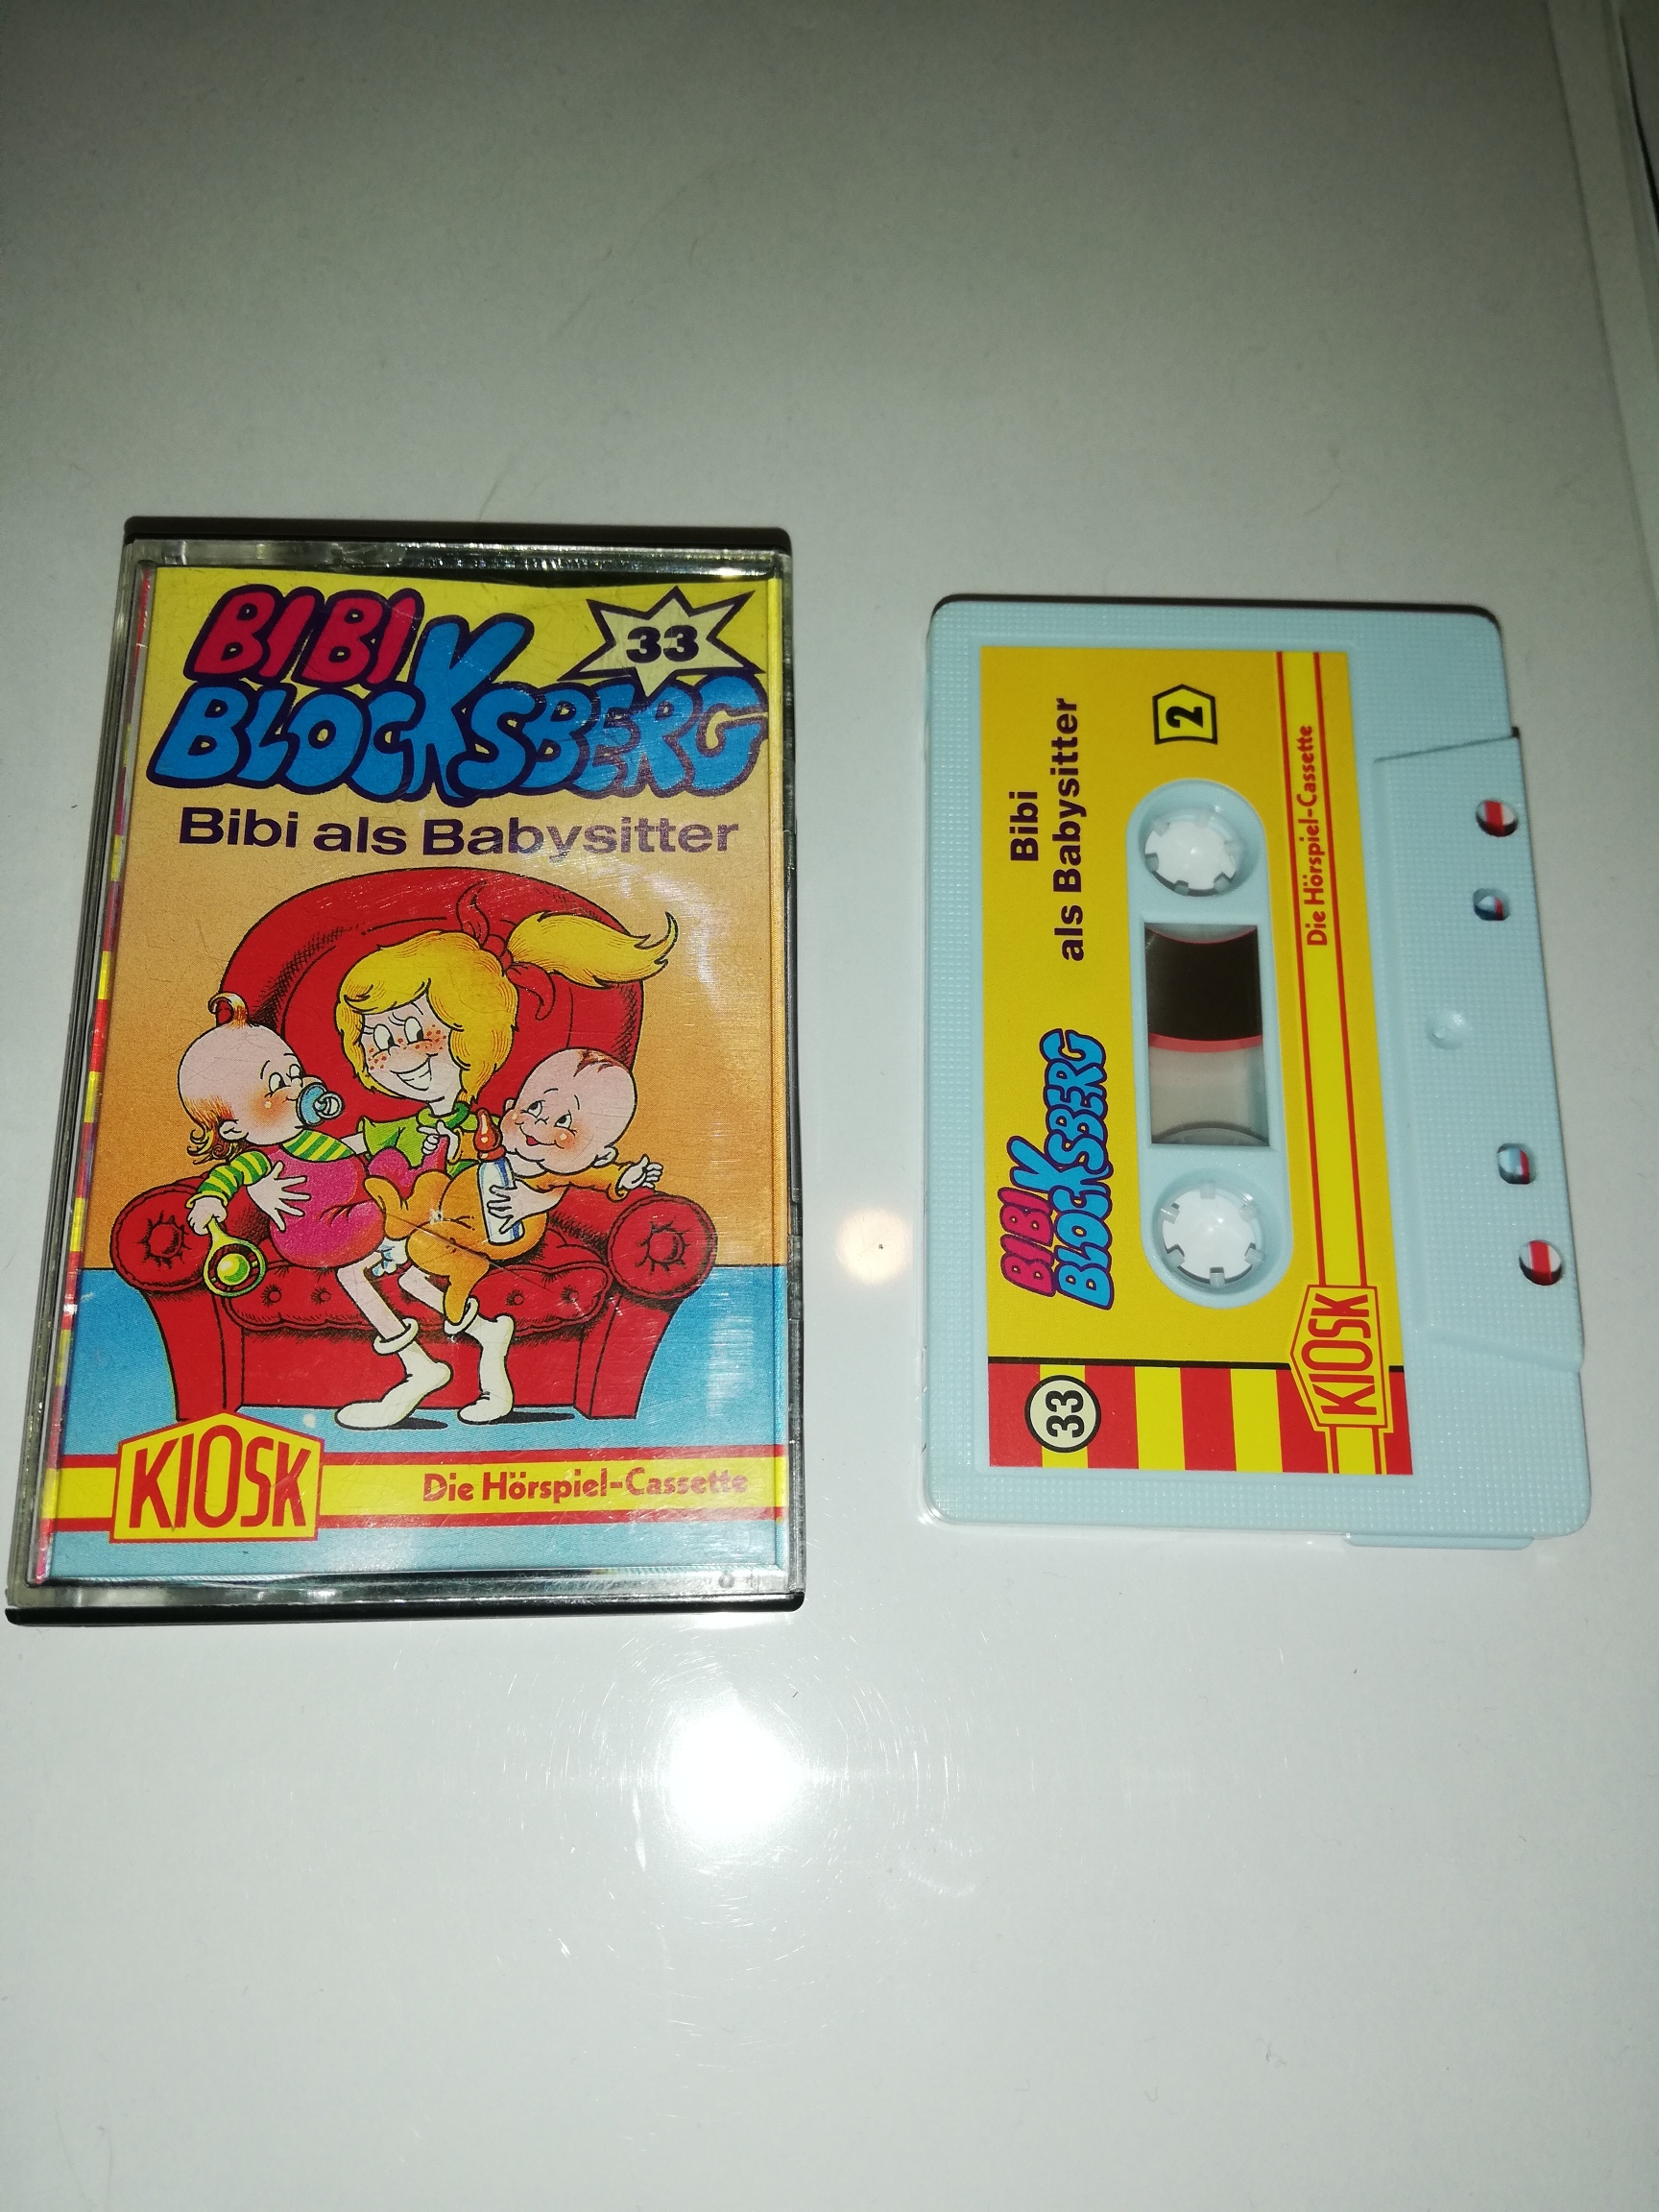 BIBI
BLOCKSBERG
33
Bibi als Babysitter
KIOSK
Die Hörspiel-Cassette
Bibi
als Babysitter
2
BIBI
BLOCKSBERG
Die Hörspiel-Cassette
KIOSK
33